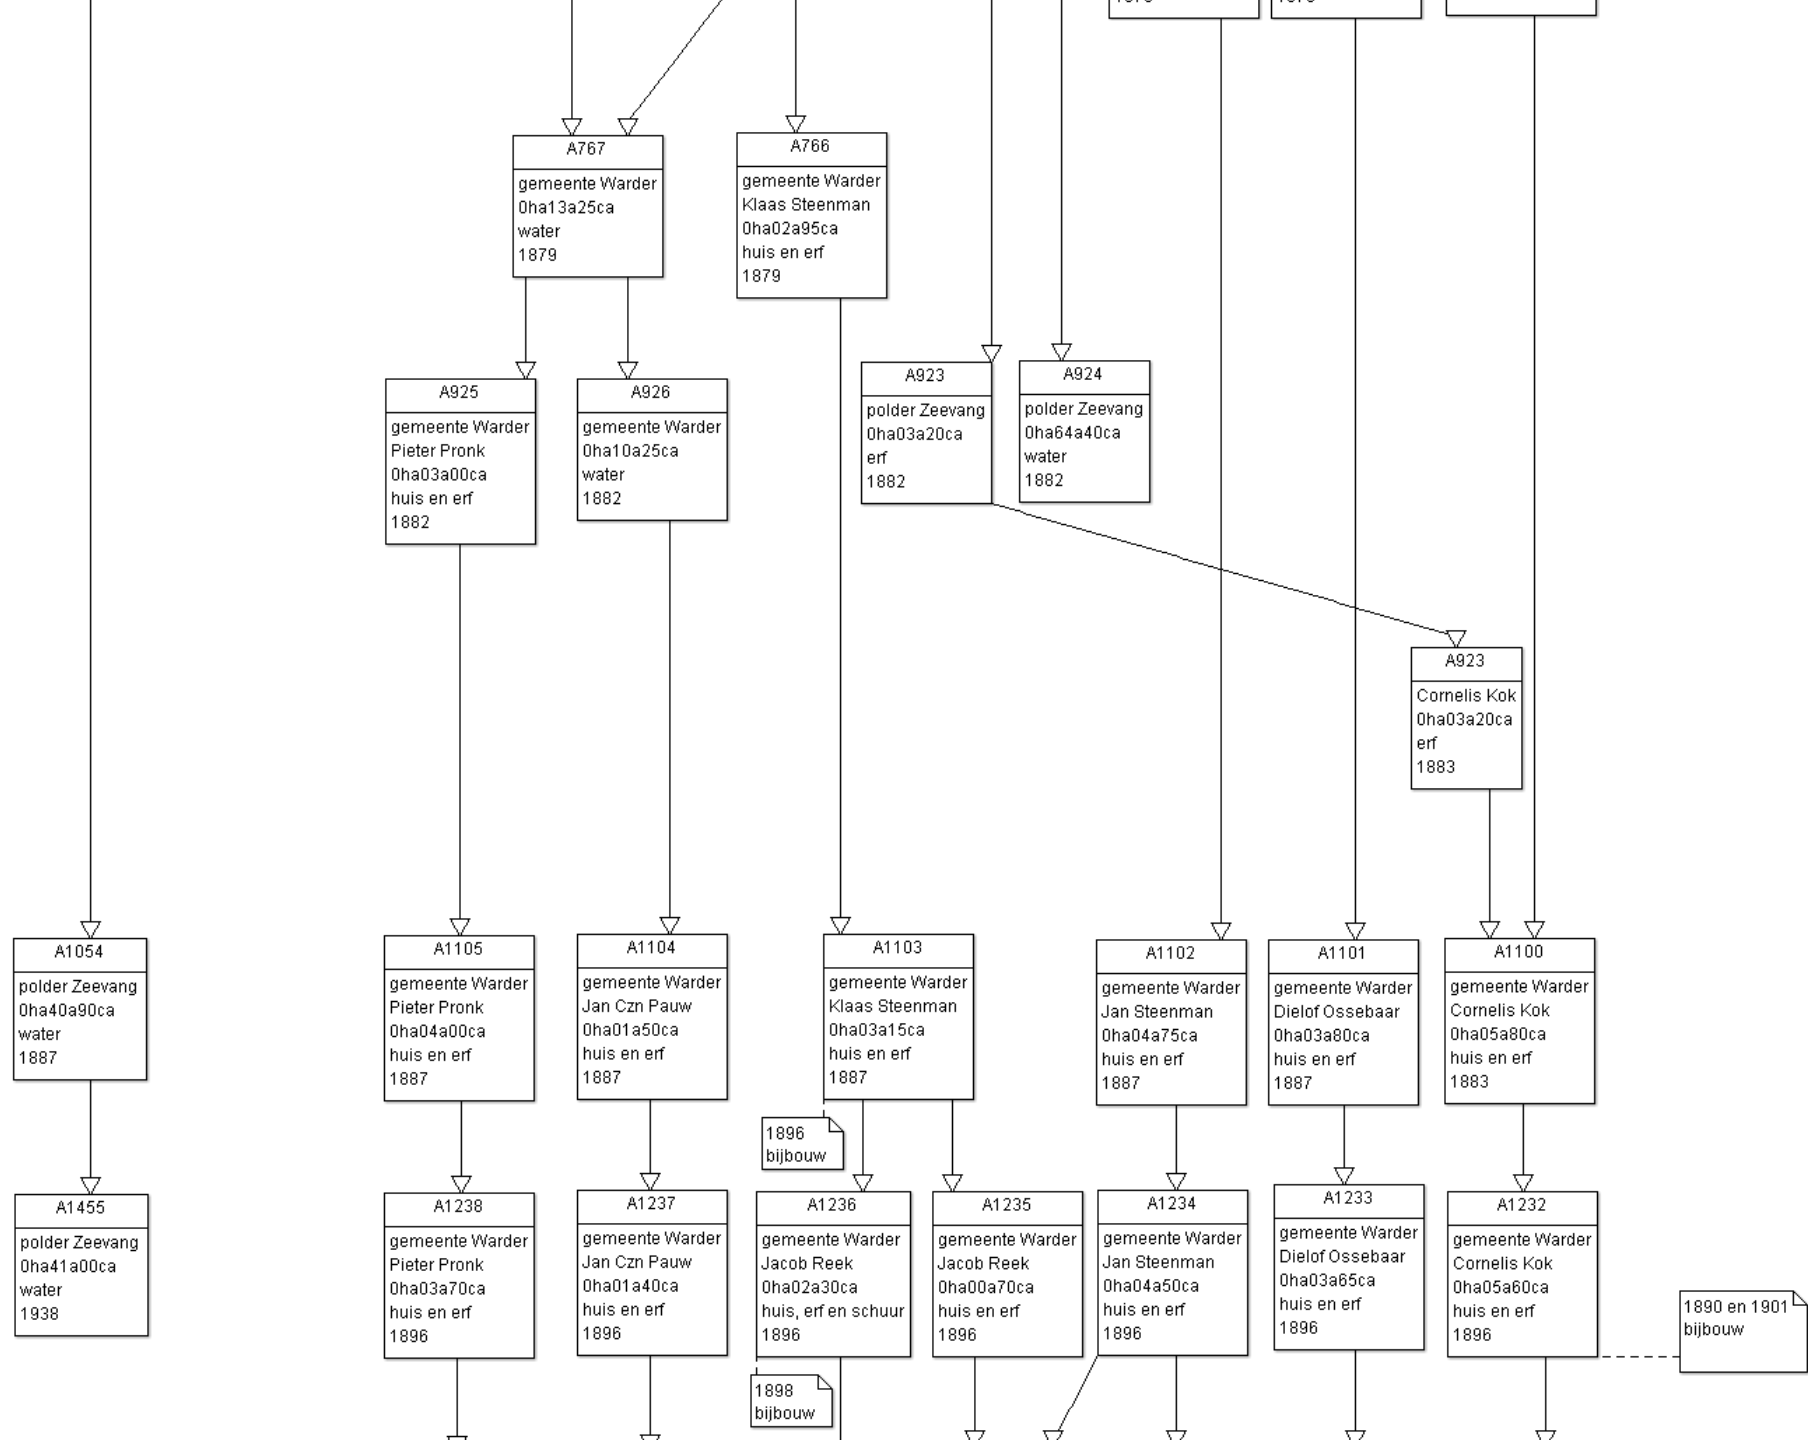 A767
gemeente Warder
0ha13a25ca
water
1879
A766
gemeente Warder
Klaas Steenman
0ha02a95ca
huis en erf
1879
A925
gemeente Warder
Pieter Pronk
0ha03a00ca
huis en erf
1882
A926
gemeente Warder
0ha10a25ca
water
1882
A923
polder Zeevang
0ha03a20ca
erf
1882
A924
polder Zeevang
0ha64a40ca
water
1882
A923
Cornelis Kok
0ha03a20ca
erf
1883
A1054
polder Zeevang
0ha40a90ca
water
1887
A1105
gemeente Warder
Pieter Pronk
0ha04a00ca
huis en erf
1887
A1104
gemeente Warder
Jan Czn Pauw
0ha01a50ca
huis en erf
1887
A1103
gemeente Warder
Klaas Steenman
0ha03a15ca
huis en erf
1887
A1102
gemeente Warder
Jan Steenman
0ha04a75ca
huis en erf
1887
A1101
gemeente Warder
Dielof Ossebaar
0ha03a80ca
huis en erf
1887
A1100
gemeente Warder
Cornelis Kok
0ha05a80ca
huis en erf
1883
1896
bijbouw
A1455
polder Zeevang
0ha41a00ca
water
1938
A1238
gemeente Warder
Pieter Pronk
0ha03a70ca
huis en erf
1896
A1237
gemeente Warder
Jan Czn Pauw
0ha01a40ca
huis en erf
1896
A1236
gemeente Warder
Jacob Reek
0ha02a30ca
huis, erf en schuur
1896
A1235
gemeente Warder
Jacob Reek
0ha00a70ca
huis en erf
1896
A1234
gemeente Warder
Jan Steenman
0ha04a50ca
huis en erf
1896
A1233
gemeente Warder
Dielof Ossebaar
0ha03a65ca
huis en erf
1896
A1232
gemeente Warder
Cornelis Kok
0ha05a60ca
huis en erf
1896
1890 en 1901
bijbouw
1898
bijbouw